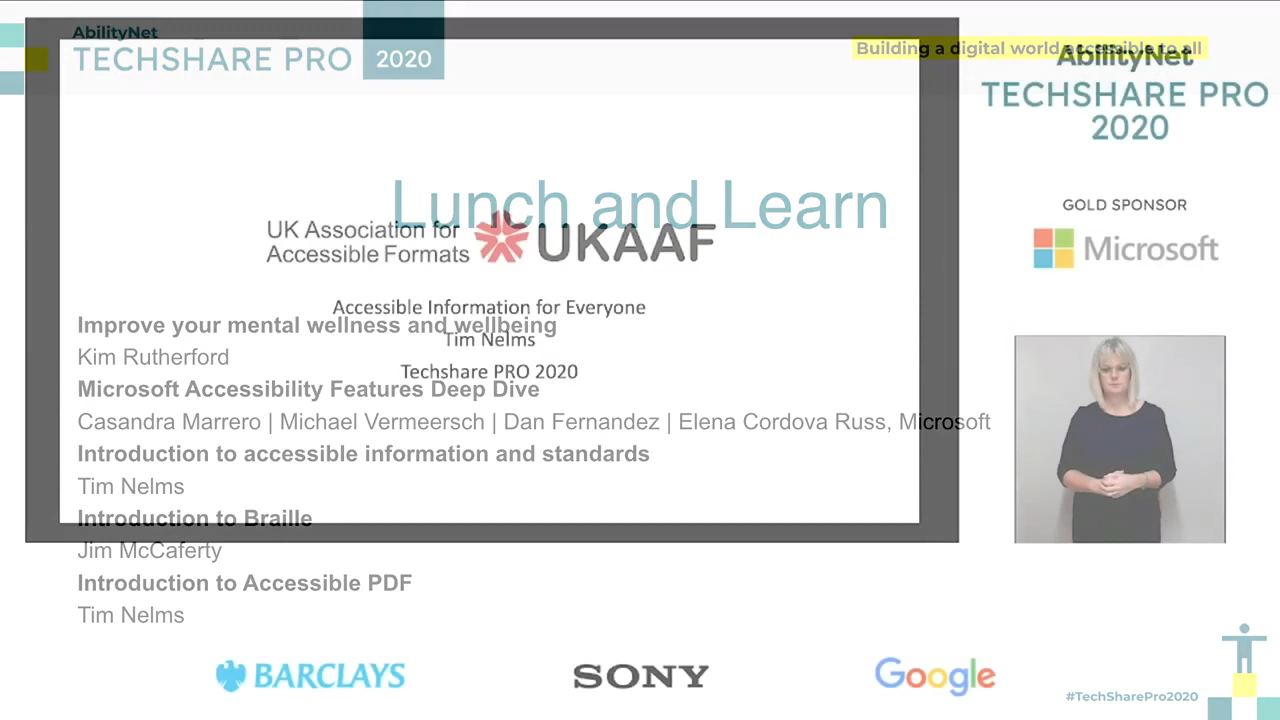 AbilityNet
TECHSHARE PRO
2020
Building a digital world accessible to all
AbilityNet
TECHSHARE PRO
2020
Lunch and Learn
GOLD SPONSOR
Microsoft
UK Association for
Accessible Formats
UKAAF
Accessible Information for Everyone
Tim Nelms
Techshare PRO 2020
Improve your mental wellness and wellbeing
Kim Rutherford
Microsoft Accessibility Features Deep Dive
Casandra Marrero | Michael Vermeersch | Dan Fernandez | Elena Cordova Russ, Microsoft
Introduction to accessible information and standards
Tim Nelms
Introduction to Braille
Jim McCaferty
Introduction to Accessible PDF
Tim Nelms
BARCLAYS
SONY
Google
#TechSharePro2020